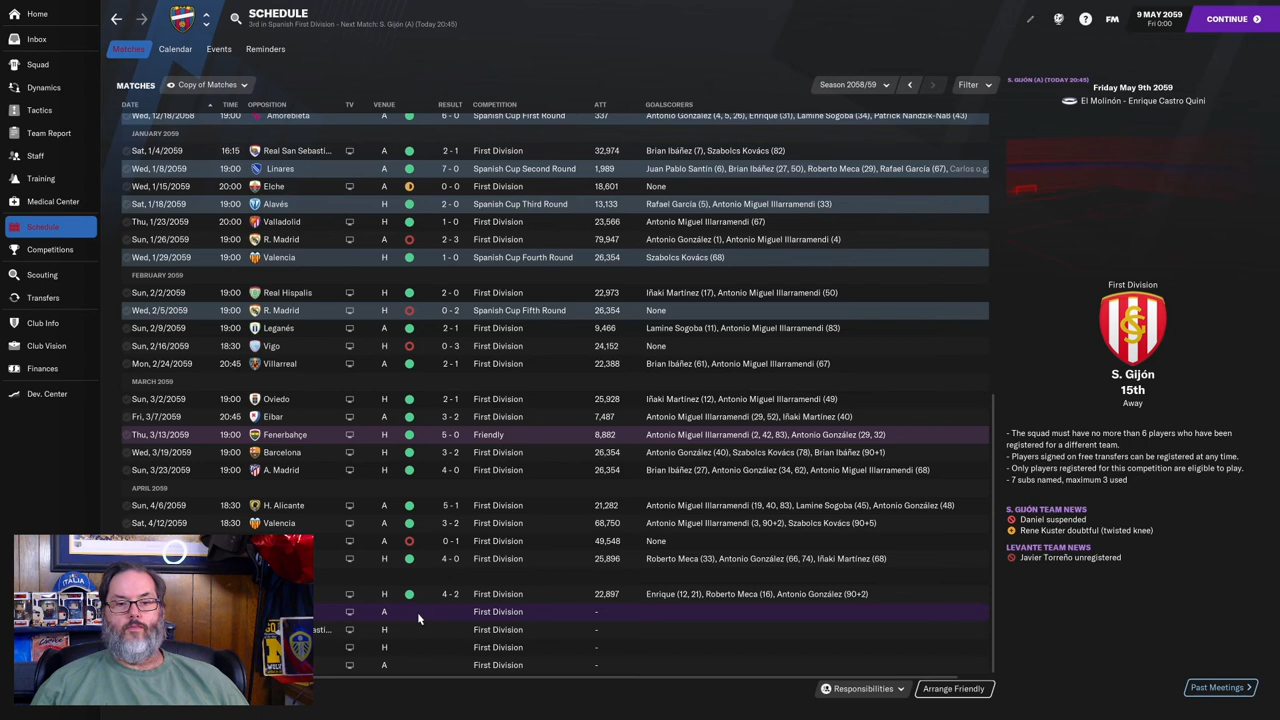 Home
SCHEDULE
3rd in Spanish First Division - Next Match: S. Gijón (A) (Today 20:45)
FM
9 MAY 2059
Fri 0:00
CONTINUE
Inbox
Squad
Dynamics
Tactics
Team Report
Staff
Training
Medical Center
Schedule
Competitions
Scouting
Transfers
Club Info
Club Vision
Finances
Dev. Center
Matches Calendar Events Reminders
MATCHES Copy of Matches Season 2058/59 Filter
DATE TIME OPPOSITION TV VENUE RESULT COMPETITION ATT GOALSCORERS
Wed, 12/18/2058 19:00 Amorebieta A 6 - 0 Spanish Cup First Round 337 Antonio González (4, 5, 26), Enrique (31), Lamine Sogoba (34), Patrick Nandzik-Naß (43)
JANUARY 2059
Sat, 1/4/2059 16:15 Real San Sebasti... A 2 - 1 First Division 32,974 Brian Ibáñez (7), Szabolcs Kovács (82)
Wed, 1/8/2059 19:00 Linares A 7 - 0 Spanish Cup Second Round 1,989 Juan Pablo Santín (6), Brian Ibáñez (27, 50), Roberto Meca (29), Rafael García (67), Carlos o.g.
Wed, 1/15/2059 20:00 Elche A 0 - 0 First Division 18,601 None
Sat, 1/18/2059 19:00 Alavés H 2 - 0 Spanish Cup Third Round 13,133 Rafael García (5), Antonio Miguel Illarramendi (33)
Thu, 1/23/2059 20:00 Valladolid H 1 - 0 First Division 23,566 Antonio Miguel Illarramendi (67)
Sun, 1/26/2059 19:00 R. Madrid A 2 - 3 First Division 79,947 Antonio González (1), Antonio Miguel Illarramendi (4)
Wed, 1/29/2059 19:00 Valencia H 1 - 0 Spanish Cup Fourth Round 26,354 Szabolcs Kovács (68)
FEBRUARY 2059
Sun, 2/2/2059 19:00 Real Hispalis H 2 - 0 First Division 22,973 Iñaki Martínez (17), Antonio Miguel Illarramendi (50)
Wed, 2/5/2059 19:00 R. Madrid H 0 - 2 Spanish Cup Fifth Round 26,354 None
Sun, 2/9/2059 19:00 Leganés A 2 - 1 First Division 9,466 Lamine Sogoba (11), Antonio Miguel Illarramendi (83)
Sun, 2/16/2059 18:30 Vigo H 0 - 3 First Division 24,152 None
Mon, 2/24/2059 20:45 Villarreal A 2 - 1 First Division 22,388 Brian Ibáñez (61), Antonio Miguel Illarramendi (67)
MARCH 2059
Sun, 3/2/2059 19:00 Oviedo H 2 - 1 First Division 25,928 Iñaki Martínez (12), Antonio Miguel Illarramendi (49)
Fri, 3/7/2059 20:45 Eibar A 3 - 2 First Division 7,487 Antonio Miguel Illarramendi (29, 52), Iñaki Martínez (40)
Thu, 3/13/2059 19:00 Fenerbahçe H 5 - 0 Friendly 8,882 Antonio Miguel Illarramendi (2, 42, 83), Antonio González (29, 32)
Wed, 3/19/2059 19:00 Barcelona H 3 - 2 First Division 26,354 Antonio González (40), Szabolcs Kovács (78), Brian Ibáñez (90+1)
Sun, 3/23/2059 19:00 A. Madrid H 4 - 0 First Division 26,354 Brian Ibáñez (27), Antonio González (34, 62), Antonio Miguel Illarramendi (68)
APRIL 2059
Sun, 4/6/2059 18:30 H. Alicante A 5 - 1 First Division 21,282 Antonio Miguel Illarramendi (19, 40, 83), Lamine Sogoba (45), Antonio González (48)
Sat, 4/12/2059 18:30 Valencia A 3 - 2 First Division 68,750 Antonio Miguel Illarramendi (3, 90+2), Szabolcs Kovács (90+5)
A 0 - 1 First Division 49,548 None
H 4 - 0 First Division 25,896 Roberto Meca (33), Antonio González (66, 74), Iñaki Martínez (68)
H 4 - 2 First Division 22,897 Enrique (12, 21), Roberto Meca (16), Antonio González (90+2)
A First Division -
sti... H First Division -
H First Division -
A First Division -
Responsibilities Arrange Friendly
S. GIJÓN (A) (TODAY 20:45)
Friday May 9th 2059
El Molinón - Enrique Castro Quini
First Division
S. Gijón
15th
Away
- The squad must have no more than 6 players who have been
registered for a different team.
- Players signed on free transfers can be registered at any time.
- Only players registered for this competition are eligible to play.
- 7 subs named, maximum 3 used
S. GIJÓN TEAM NEWS
Daniel suspended
Rene Kuster doubtful (twisted knee)
LEVANTE TEAM NEWS
Javier Torreño unregistered
Past Meetings
ITALIA